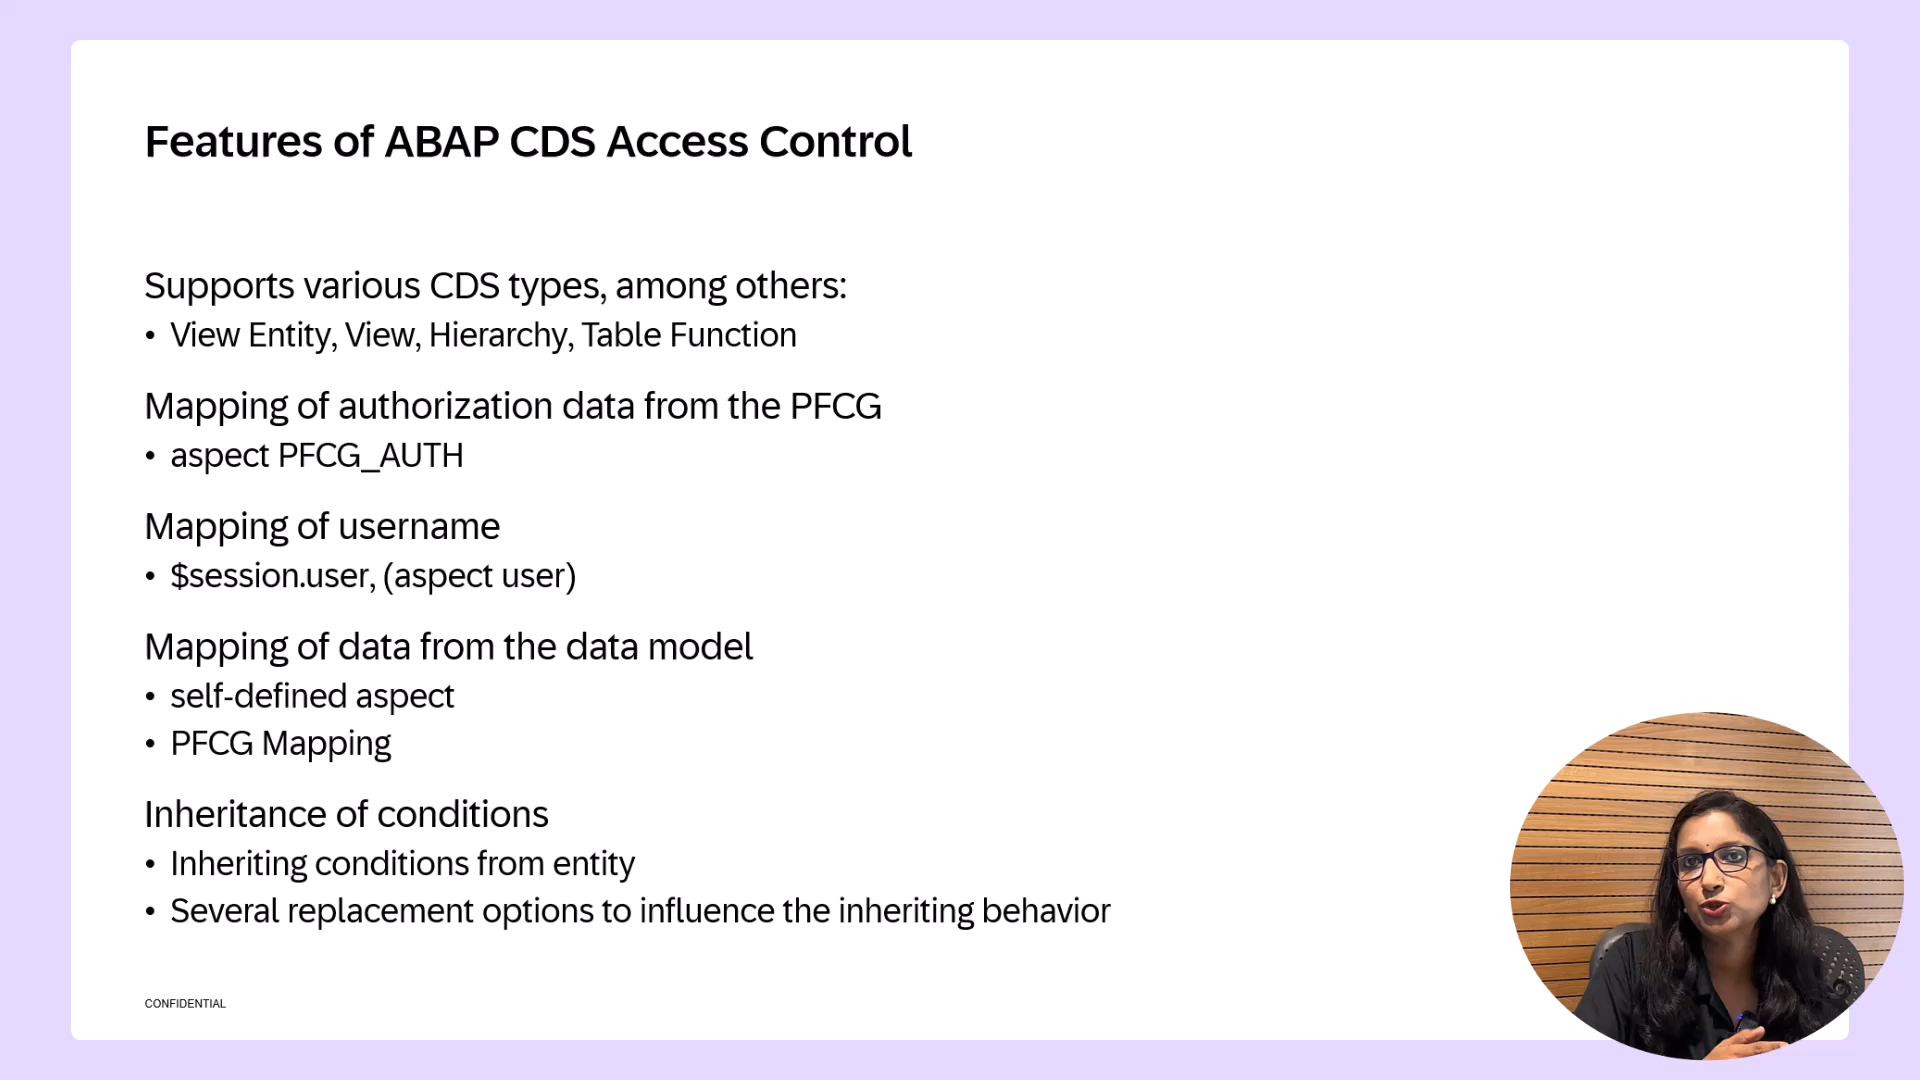 Features of ABAP CDS Access Control
Supports various CDS types, among others:
• View Entity, View, Hierarchy, Table Function
Mapping of authorization data from the PFCG
• aspect PFCG_AUTH
Mapping of username
• $session.user, (aspect user)
Mapping of data from the data model
• self-defined aspect
• PFCG Mapping
Inheritance of conditions
• Inheriting conditions from entity
• Several replacement options to influence the inheriting behavior
CONFIDENTIAL